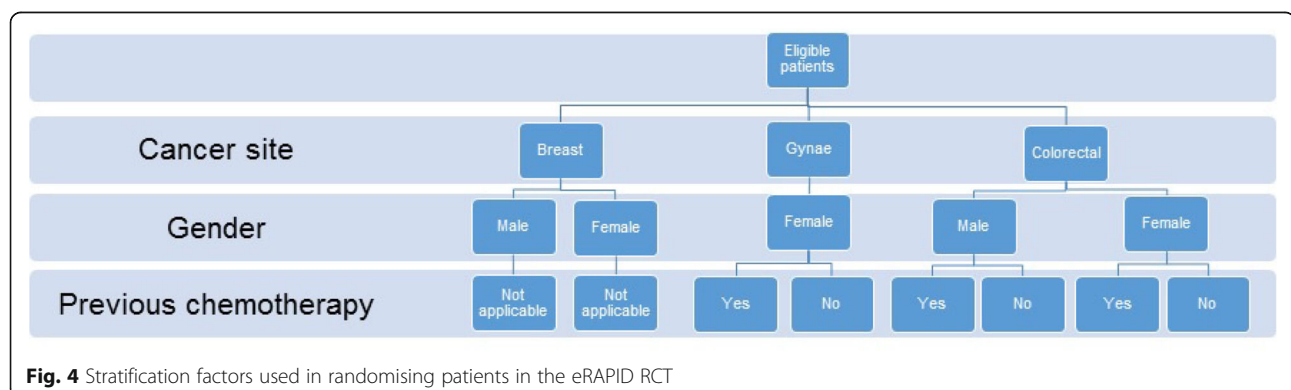 Eligible
patients
Cancer site
Breast
Gynae
Colorectal
Gender
Male
Female
Female
Male
Female
Previous chemotherapy
Not
applicable
Not
applicable
Yes
No
Yes
No
Yes
No
Fig. 4 Stratification factors used in randomising patients in the eRAPID RCT